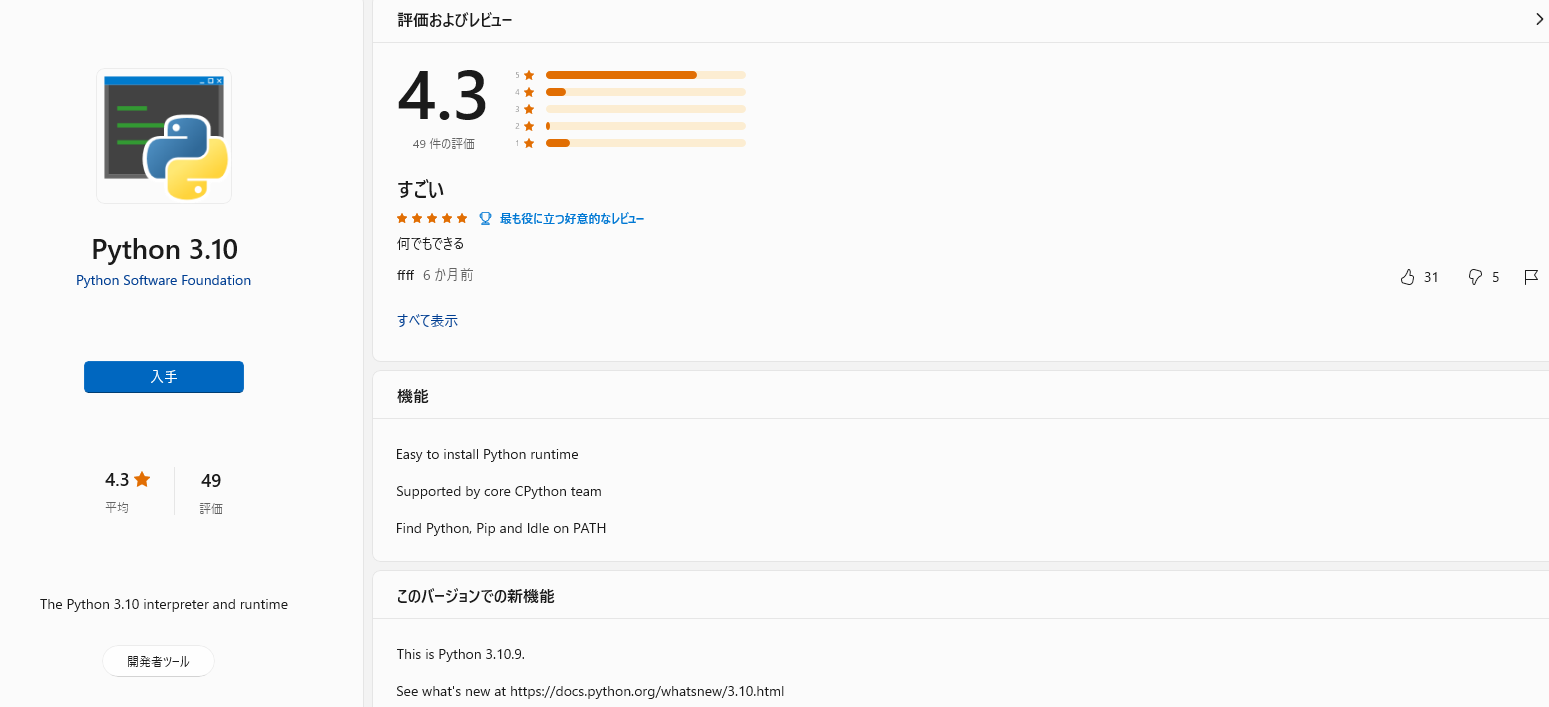 Python 3.10
Python Software Foundation
入手
4.3
平均
49
評価
The Python 3.10 interpreter and runtime
開発者ツール
評価およびレビュー
4.3
49 件の評価
5
4
3
2
1
すごい
最も役に立つ好意的なレビュー
何でもできる
ffff 6 か月前
31
5
すべて表示
機能
Easy to install Python runtime
Supported by core CPython team
Find Python, Pip and Idle on PATH
このバージョンでの新機能
This is Python 3.10.9.
See what's new at https://docs.python.org/whatsnew/3.10.html